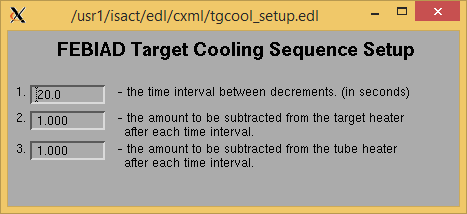 /usr1/isact/edl/cxml/tgcool_setup.edl
FEBIAD Target Cooling Sequence Setup
1. 20.0 - the time interval between decrements. (in seconds)
2. 1.000 - the amount to be subtracted from the target heater
after each time interval.
3. 1.000 - the amount to be subtracted from the tube heater
after each time interval.